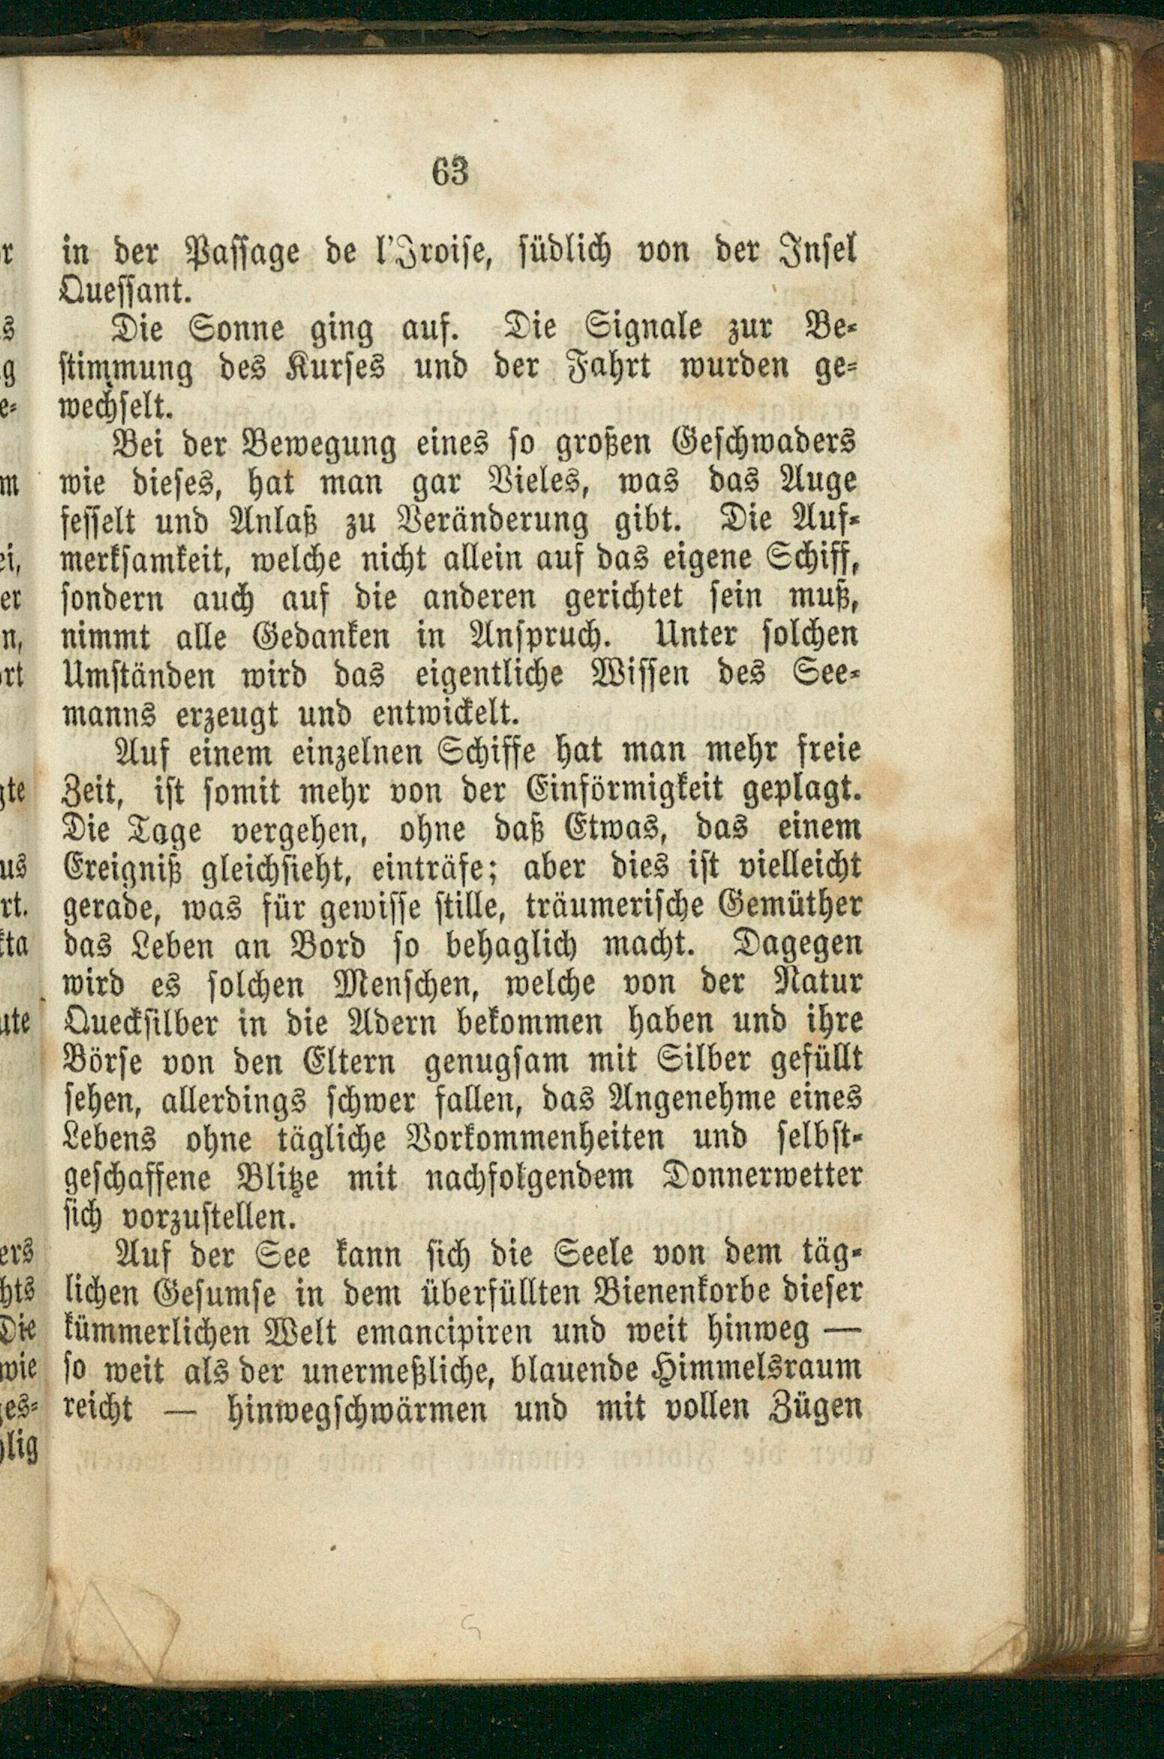 63
in der Passage de l'Iroise, südlich von der Insel
Quessant.
Die Sonne ging auf. Die Signale zur Be-
stimmung des Kurses und der Fahrt wurden ge-
wechselt.
Bei der Bewegung eines so großen Geschwaders
wie dieses, hat man gar Vieles, was das Auge
fesselt und Anlaß zu Veränderung gibt. Die Auf-
merksamkeit, welche nicht allein auf das eigene Schiff,
sondern auch auf die anderen gerichtet sein muß,
nimmt alle Gedanken in Anspruch. Unter solchen
Umständen wird das eigentliche Wissen des See-
manns erzeugt und entwickelt.
Auf einem einzelnen Schiffe hat man mehr freie
Zeit, ist somit mehr von der Einförmigkeit geplagt.
Die Tage vergehen, ohne daß Etwas, das einem
Ereigniß gleichsieht, einträfe; aber dies ist vielleicht
gerade, was für gewisse stille, träumerische Gemüther
das Leben an Bord so behaglich macht. Dagegen
wird es solchen Menschen, welche von der Natur
Quecksilber in die Adern bekommen haben und ihre
Börse von den Eltern genugsam mit Silber gefüllt
sehen, allerdings schwer fallen, das Angenehme eines
Lebens ohne tägliche Vorkommenheiten und selbst-
geschaffene Blitze mit nachfolgendem Donnerwetter
sich vorzustellen.
Auf der See kann sich die Seele von dem täg-
lichen Gesumse in dem überfüllten Bienenkorbe dieser
kümmerlichen Welt emancipiren und weit hinweg —
so weit als der unermeßliche, blauende Himmelsraum
reicht — hinwegschwärmen und mit vollen Zügen